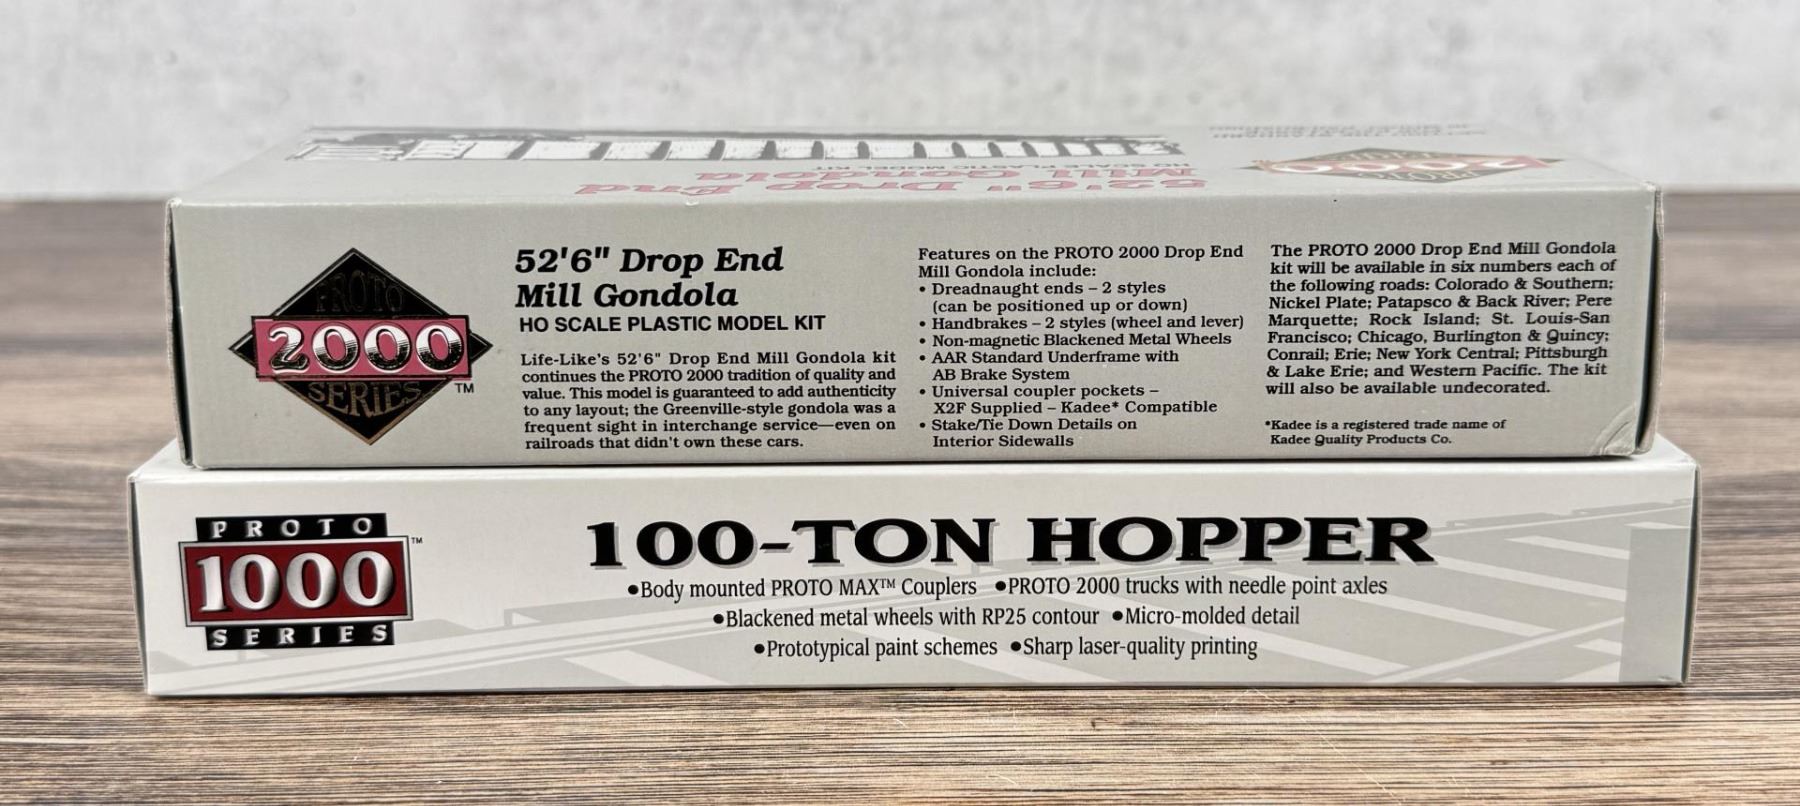 HO SCALE PLASTIC MODEL KIT
52'6" Drop End
Mill Gondola
PROTO
2000
SERIES
TM
52'6" Drop End
Mill Gondola
HO SCALE PLASTIC MODEL KIT
Life-Like's 52'6" Drop End Mill Gondola kit
continues the PROTO 2000 tradition of quality and
value. This model is guaranteed to add authenticity
to any layout; the Greenville-style gondola was a
frequent sight in interchange service—even on
railroads that didn't own these cars.
Features on the PROTO 2000 Drop End
Mill Gondola include:
• Dreadnaught ends – 2 styles
(can be positioned up or down)
• Handbrakes – 2 styles (wheel and lever)
• Non-magnetic Blackened Metal Wheels
• AAR Standard Underframe with
AB Brake System
• Universal coupler pockets –
X2F Supplied – Kadee* Compatible
• Stake/Tie Down Details on
Interior Sidewalls
The PROTO 2000 Drop End Mill Gondola
kit will be available in six numbers each of
the following roads: Colorado & Southern;
Nickel Plate; Patapsco & Back River; Pere
Marquette; Rock Island; St. Louis-San
Francisco; Chicago, Burlington & Quincy;
Conrail; Erie; New York Central; Pittsburgh
& Lake Erie; and Western Pacific. The kit
will also be available undecorated.
*Kadee is a registered trade name of
Kadee Quality Products Co.
PROTO
1000
SERIES
TM
100-TON HOPPER
•Body mounted PROTO MAX™ Couplers •PROTO 2000 trucks with needle point axles
•Blackened metal wheels with RP25 contour •Micro-molded detail
•Prototypical paint schemes •Sharp laser-quality printing